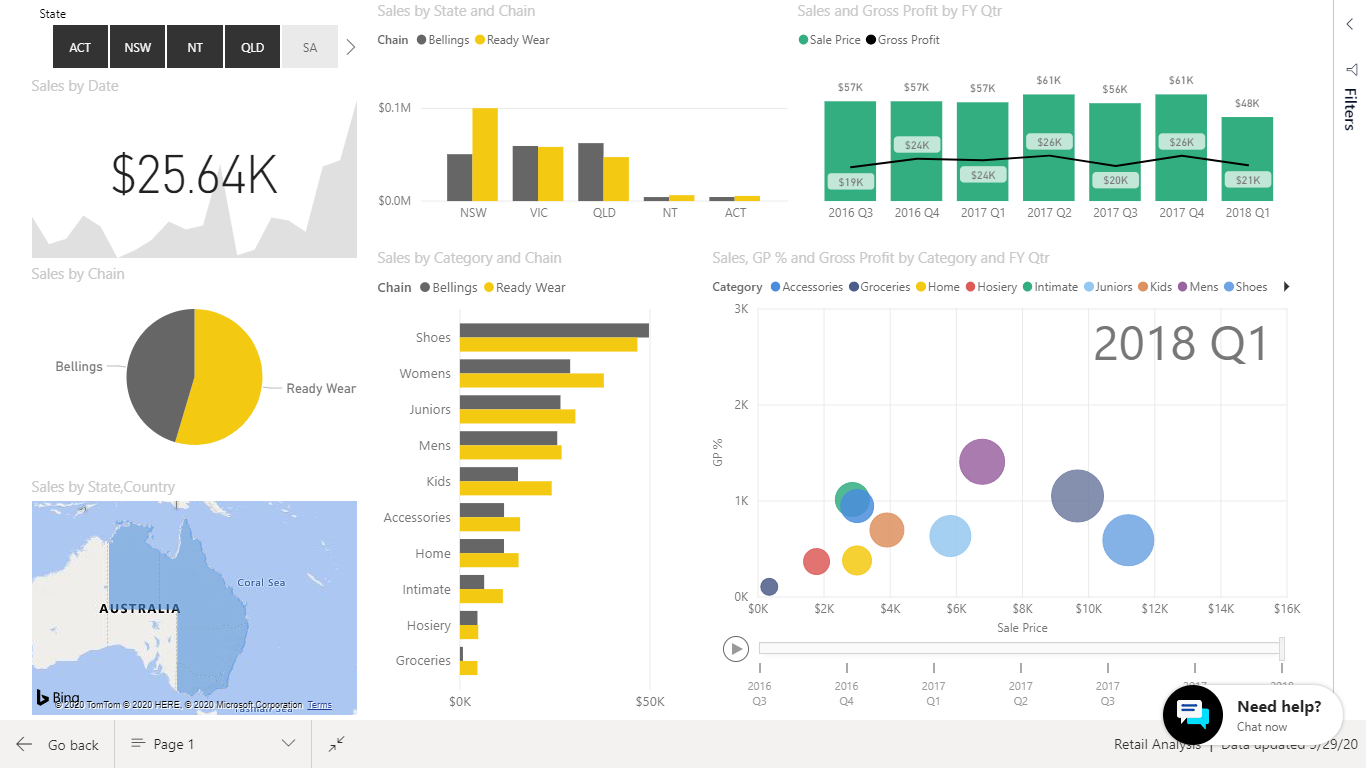 State
ACT NSW NT QLD SA
Sales by Date
$25.64K
Sales by Chain
Bellings
Ready Wear
Sales by State,Country
Coral Sea
AUSTRALIA
Tasman Sea
Bing
© 2020 TomTom © 2020 HERE, © 2020 Microsoft Corporation Terms
Sales by State and Chain
Chain Bellings Ready Wear
$0.1M
$0.0M
NSW VIC QLD NT ACT
Sales and Gross Profit by FY Qtr
Sale Price Gross Profit
$57K $57K $57K $61K $56K $61K $48K
$19K $24K $24K $26K $20K $26K $21K
2016 Q3 2016 Q4 2017 Q1 2017 Q2 2017 Q3 2017 Q4 2018 Q1
Sales by Category and Chain
Chain Bellings Ready Wear
Shoes
Womens
Juniors
Mens
Kids
Accessories
Home
Intimate
Hosiery
Groceries
$0K $50K
Sales, GP % and Gross Profit by Category and FY Qtr
Category Accessories Groceries Home Hosiery Intimate Juniors Kids Mens Shoes
2018 Q1
3K
2K
1K
0K
GP %
$0K $2K $4K $6K $8K $10K $12K $14K $16K
Sale Price
2016 2016 2017 2017 2017 2017 2018
Q3 Q4 Q1 Q2 Q3
Filters
Need help?
Chat now
Go back
Page 1
Retail Analysis | Data updated 5/29/20